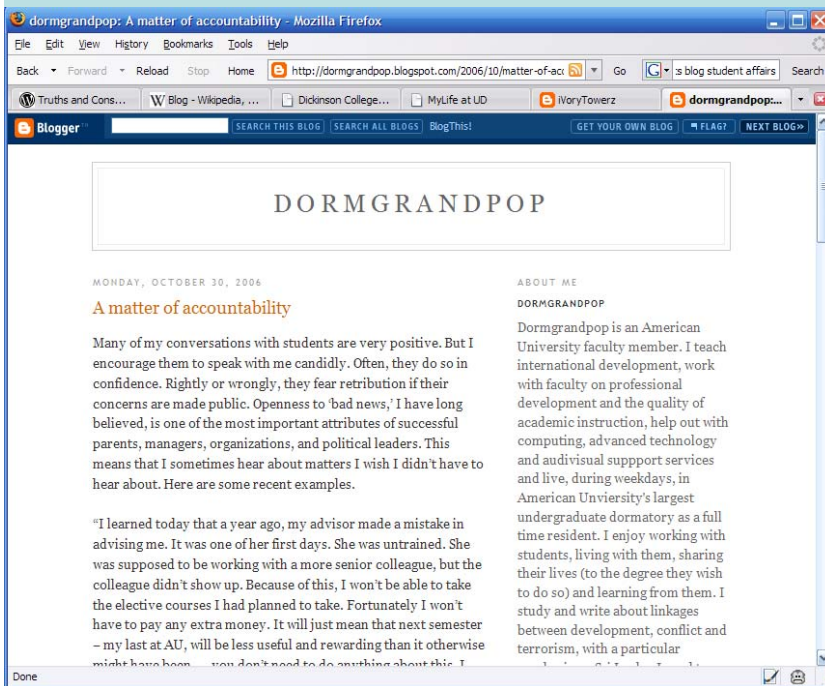 dormgrandpop: A matter of accountability - Mozilla Firefox
File Edit View History Bookmarks Tools Help
Back Forward Reload Stop Home http://dormgrandpop.blogspot.com/2006/10/matter-of-acc Go G s blog student affairs Search
Truths and Cons... W Blog - Wikipedia, ... Dickinson College... MyLife at UD iVoryTowerz dormgrandpop:...
Blogger SEARCH THIS BLOG SEARCH ALL BLOGS BlogThis! GET YOUR OWN BLOG FLAG? NEXT BLOG»
DORMGRANDPOP
MONDAY, OCTOBER 30, 2006
A matter of accountability
Many of my conversations with students are very positive. But I
encourage them to speak with me candidly. Often, they do so in
confidence. Rightly or wrongly, they fear retribution if their
concerns are made public. Openness to ‘bad news,’ I have long
believed, is one of the most important attributes of successful
parents, managers, organizations, and political leaders. This
means that I sometimes hear about matters I wish I didn’t have to
hear about. Here are some recent examples.
“I learned today that a year ago, my advisor made a mistake in
advising me. It was one of her first days. She was untrained. She
was supposed to be working with a more senior colleague, but the
colleague didn’t show up. Because of this, I won’t be able to take
the elective courses I had planned to take. Fortunately I won’t
have to pay any extra money. It will just mean that next semester
– my last at AU, will be less useful and rewarding than it otherwise
might have been ... you don’t need to do anything about this. I
ABOUT ME
DORMGRANDPOP
Dormgrandpop is an American
University faculty member. I teach
international development, work
with faculty on professional
development and the quality of
academic instruction, help out with
computing, advanced technology
and audivisual suppport services
and live, during weekdays, in
American Unviersity's largest
undergraduate dormatory as a full
time resident. I enjoy working with
students, living with them, sharing
their lives (to the degree they wish
to do so) and learning from them. I
study and write about linkages
between development, conflict and
terrorism, with a particular
Done